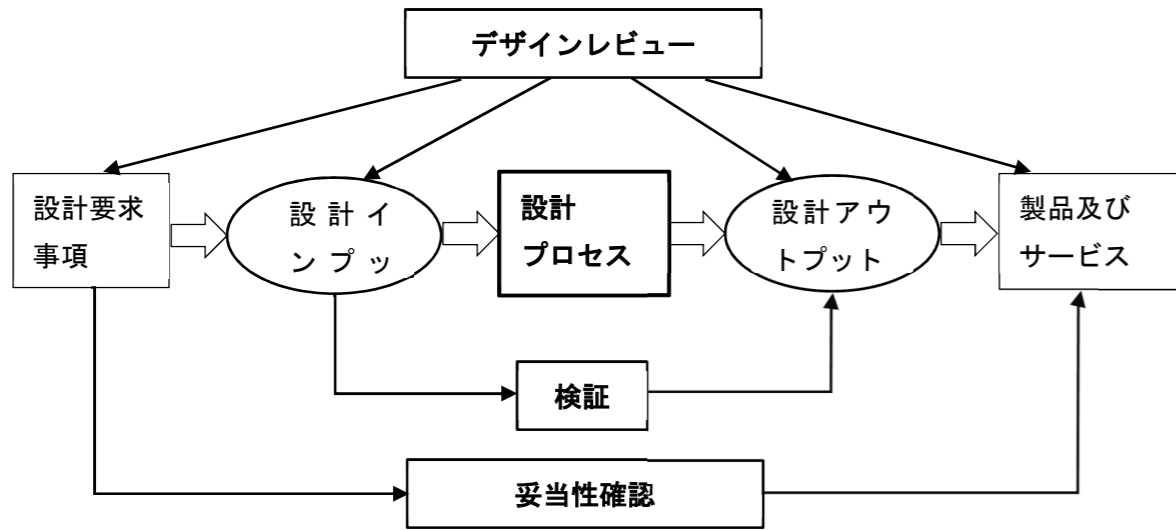 デザインレビュー
設計要求
事項
設計イ
ンプッ
設計
プロセス
設計アウ
トプット
製品及び
サービス
検証
妥当性確認